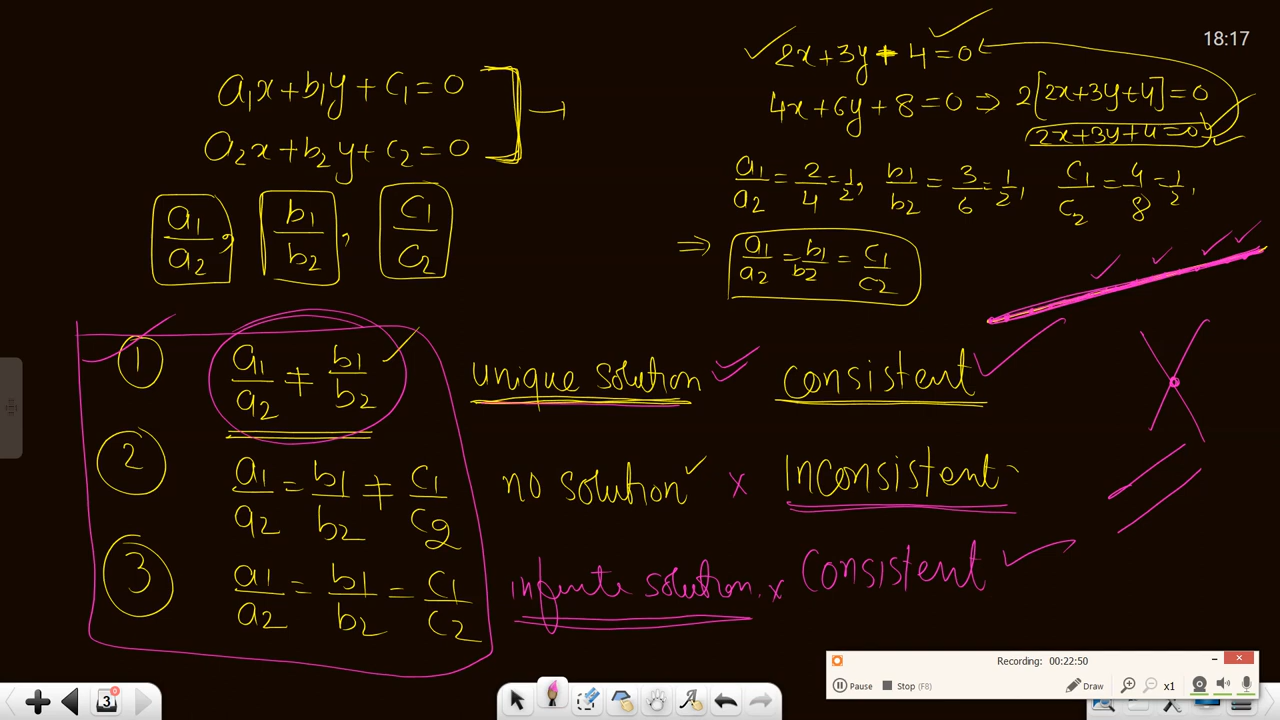 18:17
a₁x+b₁y+c₁=0
a₂x+b₂y+c₂=0
a₁/a₂; b₁/b₂, c₁/c₂
2x+3y+4=0
4x+6y+8=0 ⇒ 2[2x+3y+4]=0
2x+3y+4=0
a₁/a₂=2/4=1/2, b₁/b₂=3/6=1/2, c₁/c₂=4/8=1/2,
⇒ a₁/a₂=b₁/b₂=c₁/c₂
① a₁/a₂≠b₁/b₂ unique solution consistent
② a₁/a₂=b₁/b₂≠c₁/c₂ no solution x Inconsistent
③ a₁/a₂=b₁/b₂=c₁/c₂ infinite solution. x Consistent
Recording: 00:22:50
Pause Stop (F8) Draw x1
3 0